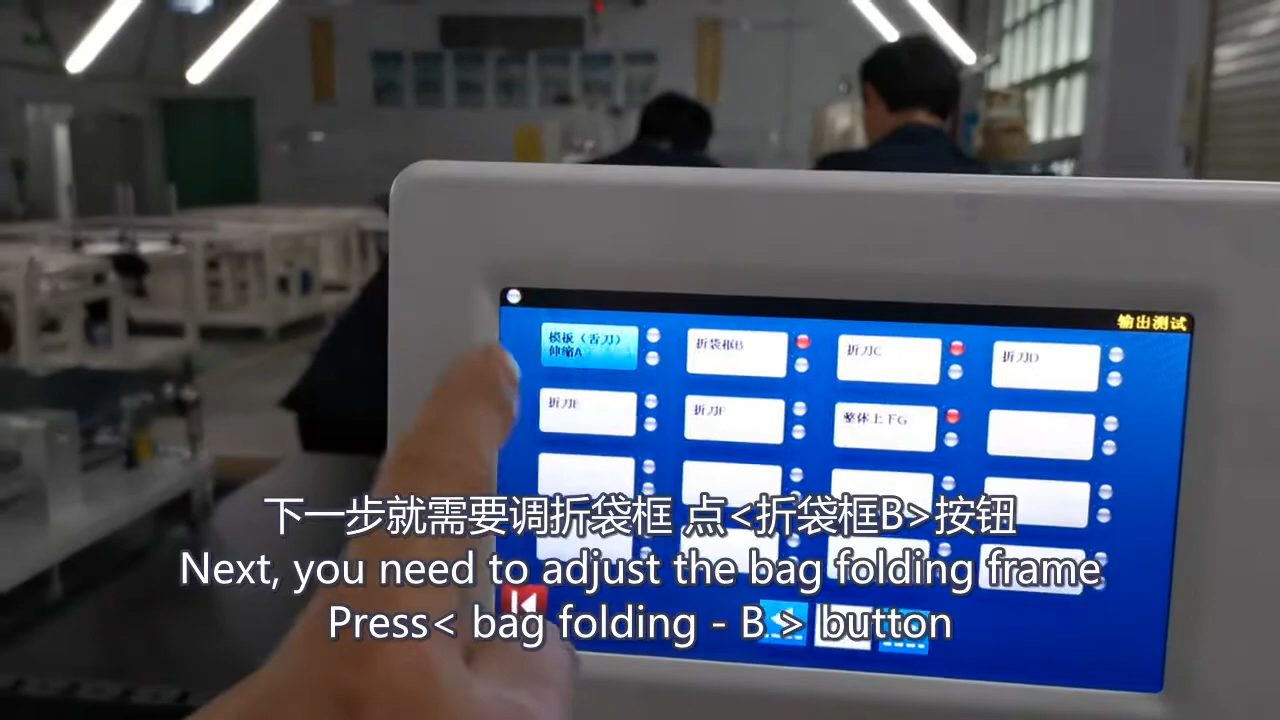 输出测试
模板（舌刀）
伸缩A
折袋框B
折刀C
折刀D
折刀E
折刀F
整体上下G
下一步就需要调折袋框 点<折袋框B>按钮
Next, you need to adjust the bag folding frame
Press< bag folding - B > button